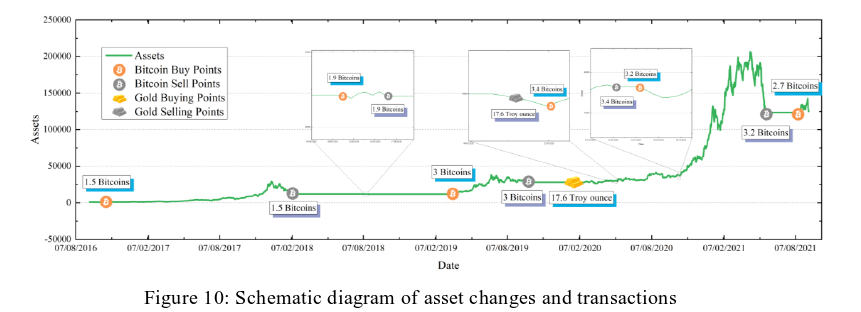 250000
200000
150000
100000
50000
0
-50000
Assets
Assets
Bitcoin Buy Points
Bitcoin Sell Points
Gold Buying Points
Gold Selling Points
1.9 Bitcoins
1.9 Bitcoins
3.4 Bitcoins
17.6 Troy ounce
3.2 Bitcoins
3.4 Bitcoins
2.7 Bitcoins
3.2 Bitcoins
1.5 Bitcoins
1.5 Bitcoins
3 Bitcoins
3 Bitcoins
17.6 Troy ounce
07/08/2016 07/02/2017 07/08/2017 07/02/2018 07/08/2018 07/02/2019 07/08/2019 07/02/2020 07/08/2020 07/02/2021 07/08/2021
Date
Figure 10: Schematic diagram of asset changes and transactions